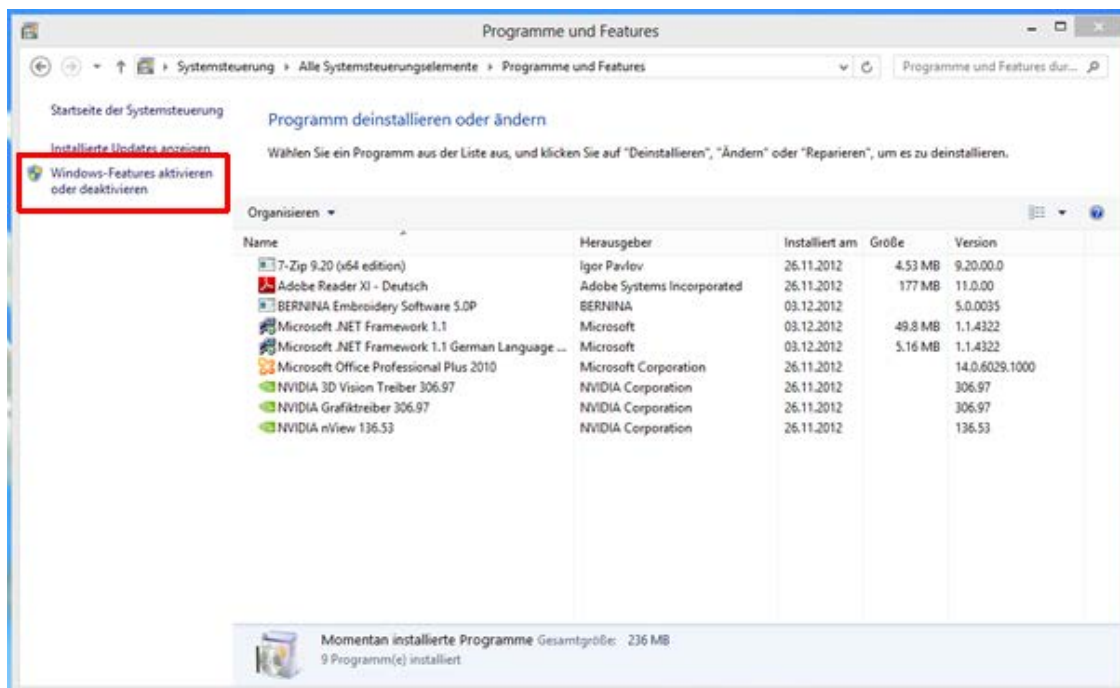 Programme und Features
Systemsteuerung Alle Systemsteuerungselemente Programme und Features
Programme und Features dur...
Startseite der Systemsteuerung
Installierte Updates anzeigen
Windows-Features aktivieren
oder deaktivieren
Programm deinstallieren oder ändern
Wählen Sie ein Programm aus der Liste aus, und klicken Sie auf "Deinstallieren", "Ändern" oder "Reparieren", um es zu deinstallieren.
Organisieren
Name Herausgeber Installiert am Größe Version
7-Zip 9.20 (x64 edition) Igor Pavlov 26.11.2012 4.53 MB 9.20.00.0
Adobe Reader XI - Deutsch Adobe Systems Incorporated 26.11.2012 177 MB 11.0.00
BERNINA Embroidery Software 5.0P BERNINA 03.12.2012 5.0.0035
Microsoft .NET Framework 1.1 Microsoft 03.12.2012 49.8 MB 1.1.4322
Microsoft .NET Framework 1.1 German Language ... Microsoft 03.12.2012 5.16 MB 1.1.4322
Microsoft Office Professional Plus 2010 Microsoft Corporation 26.11.2012 14.0.6029.1000
NVIDIA 3D Vision Treiber 306.97 NVIDIA Corporation 26.11.2012 306.97
NVIDIA Grafiktreiber 306.97 NVIDIA Corporation 26.11.2012 306.97
NVIDIA nView 136.53 NVIDIA Corporation 26.11.2012 136.53
Momentan installierte Programme Gesamtgröße: 236 MB
9 Programm(e) installiert